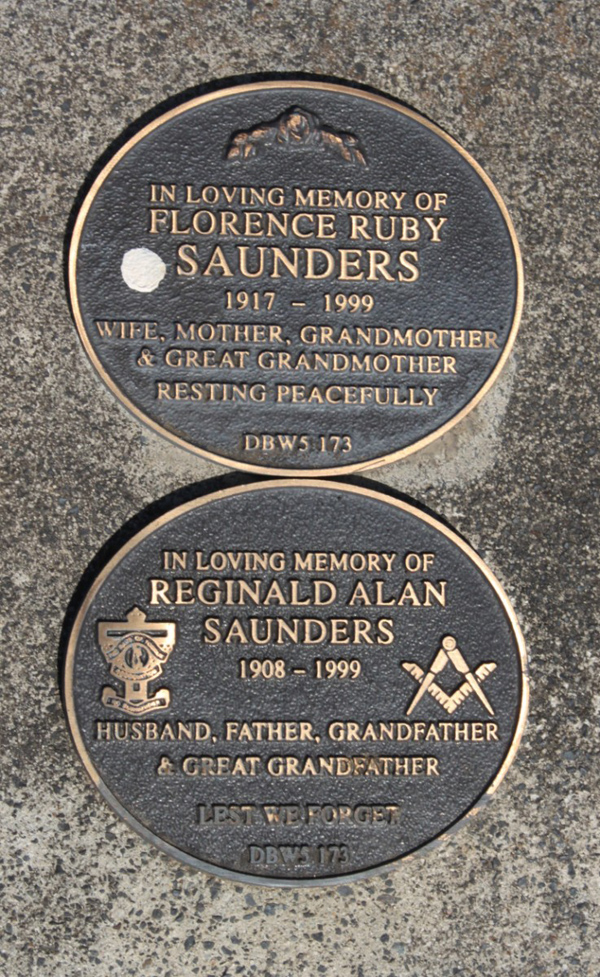 IN LOVING MEMORY OF
FLORENCE RUBY
SAUNDERS
1917 – 1999
WIFE, MOTHER, GRANDMOTHER
& GREAT GRANDMOTHER
RESTING PEACEFULLY
DBW5 173
IN LOVING MEMORY OF
REGINALD ALAN
SAUNDERS
1908 – 1999
HUSBAND, FATHER, GRANDFATHER
& GREAT GRANDFATHER
LEST WE FORGET
DBW5 173